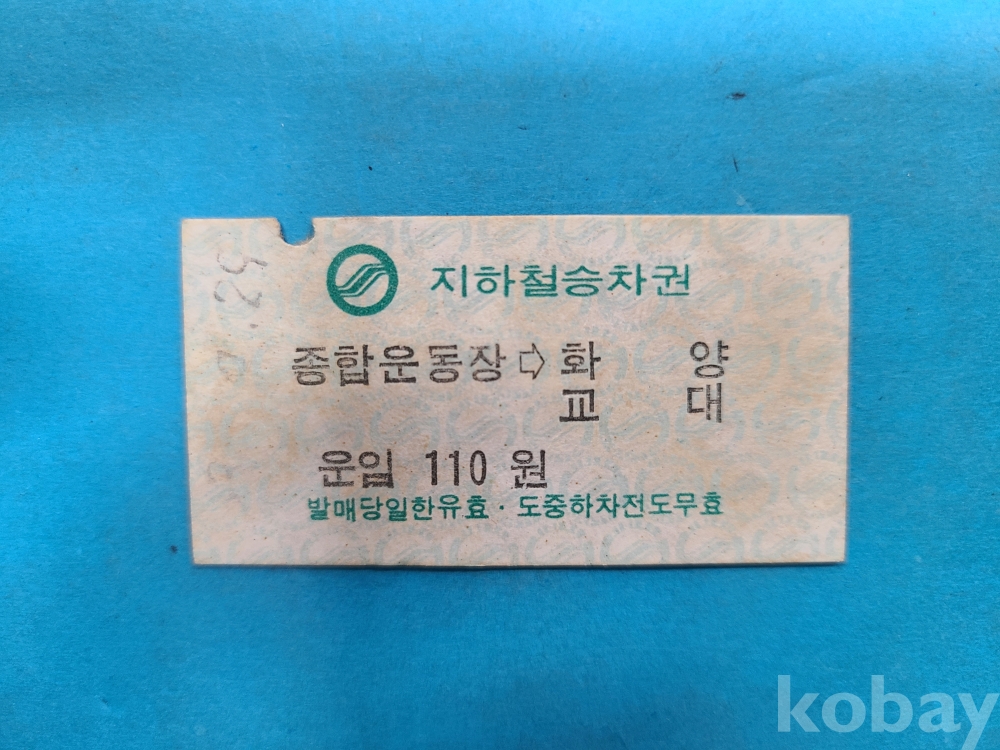 지하철승차권
종합운동장 ⇨ 화 양
교 대
운임 110 원
발매당일한유효 · 도중하차전도무효
kobay